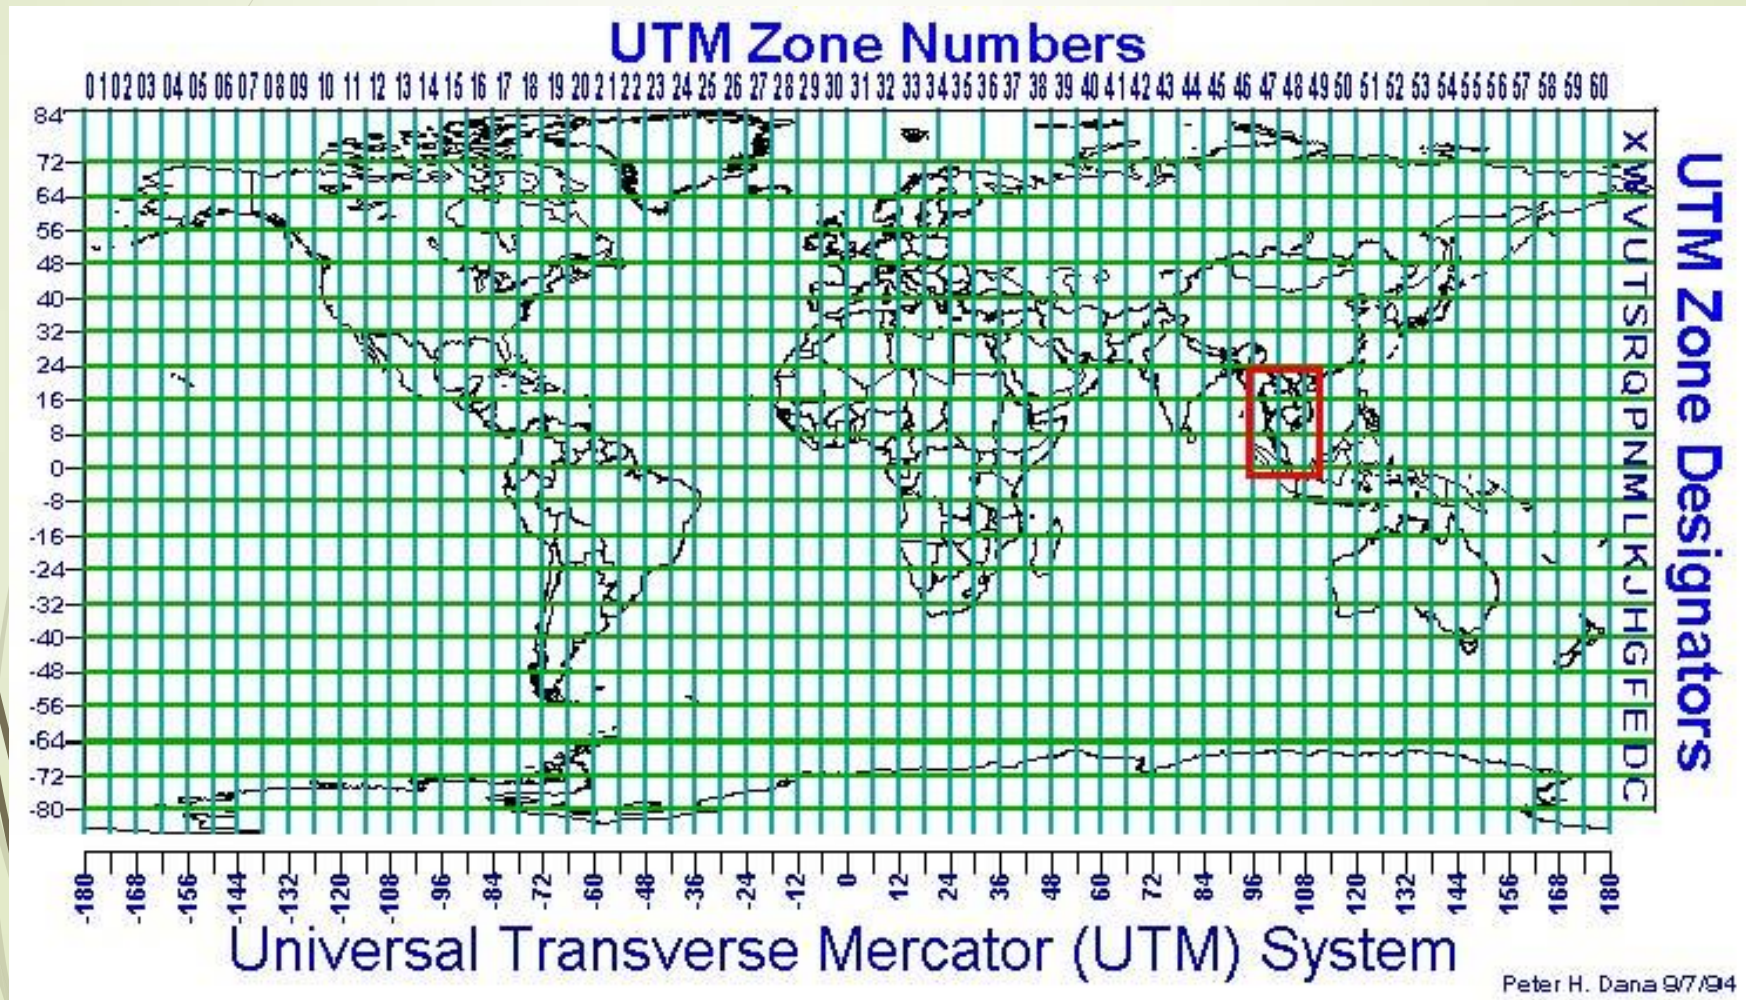 UTM Zone Numbers
01 02 03 04 05 06 07 08 09 10 11 12 13 14 15 16 17 18 19 20 21 22 23 24 25 26 27 28 29 30 31 32 33 34 35 36 37 38 39 40 41 42 43 44 45 46 47 48 49 50 51 52 53 54 55 56 57 58 59 60
84
72
64
56
48
40
32
24
16
8
0
-8
-16
-24
-32
-40
-48
-56
-64
-72
-80
X
W
V
U
T
S
R
Q
P
N
M
L
K
J
H
G
F
E
D
C
UTM Zone Designators
-180 -168 -156 -144 -132 -120 -108 -96 -84 -72 -60 -48 -36 -24 -12 0 12 24 36 48 60 72 84 96 108 120 132 144 156 168 180
Universal Transverse Mercator (UTM) System
Peter H. Dana 9/7/94